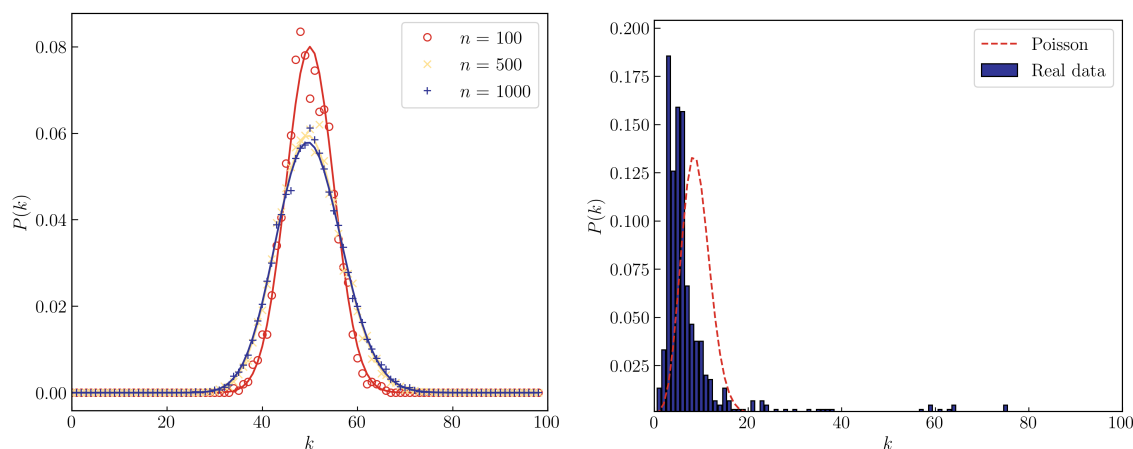 n = 100
n = 500
n = 1000
P(k)
0.08
0.06
0.04
0.02
0.00
0 20 40 60 80 100
k
Poisson
Real data
P(k)
0.200
0.175
0.150
0.125
0.100
0.075
0.050
0.025
0 20 40 60 80 100
k